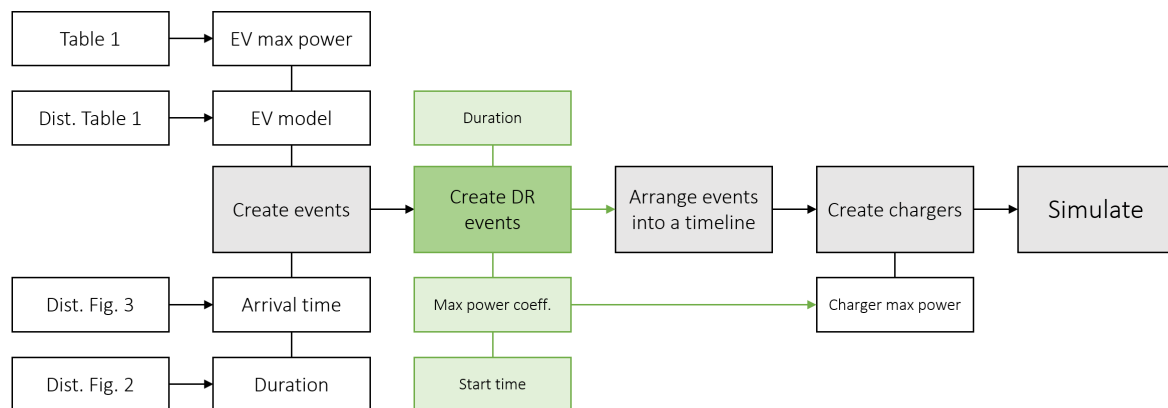 Table 1
EV max power
Dist. Table 1
EV model
Duration
Create events
Create DR
events
Arrange events
into a timeline
Create chargers
Simulate
Dist. Fig. 3
Arrival time
Max power coeff.
Charger max power
Dist. Fig. 2
Duration
Start time